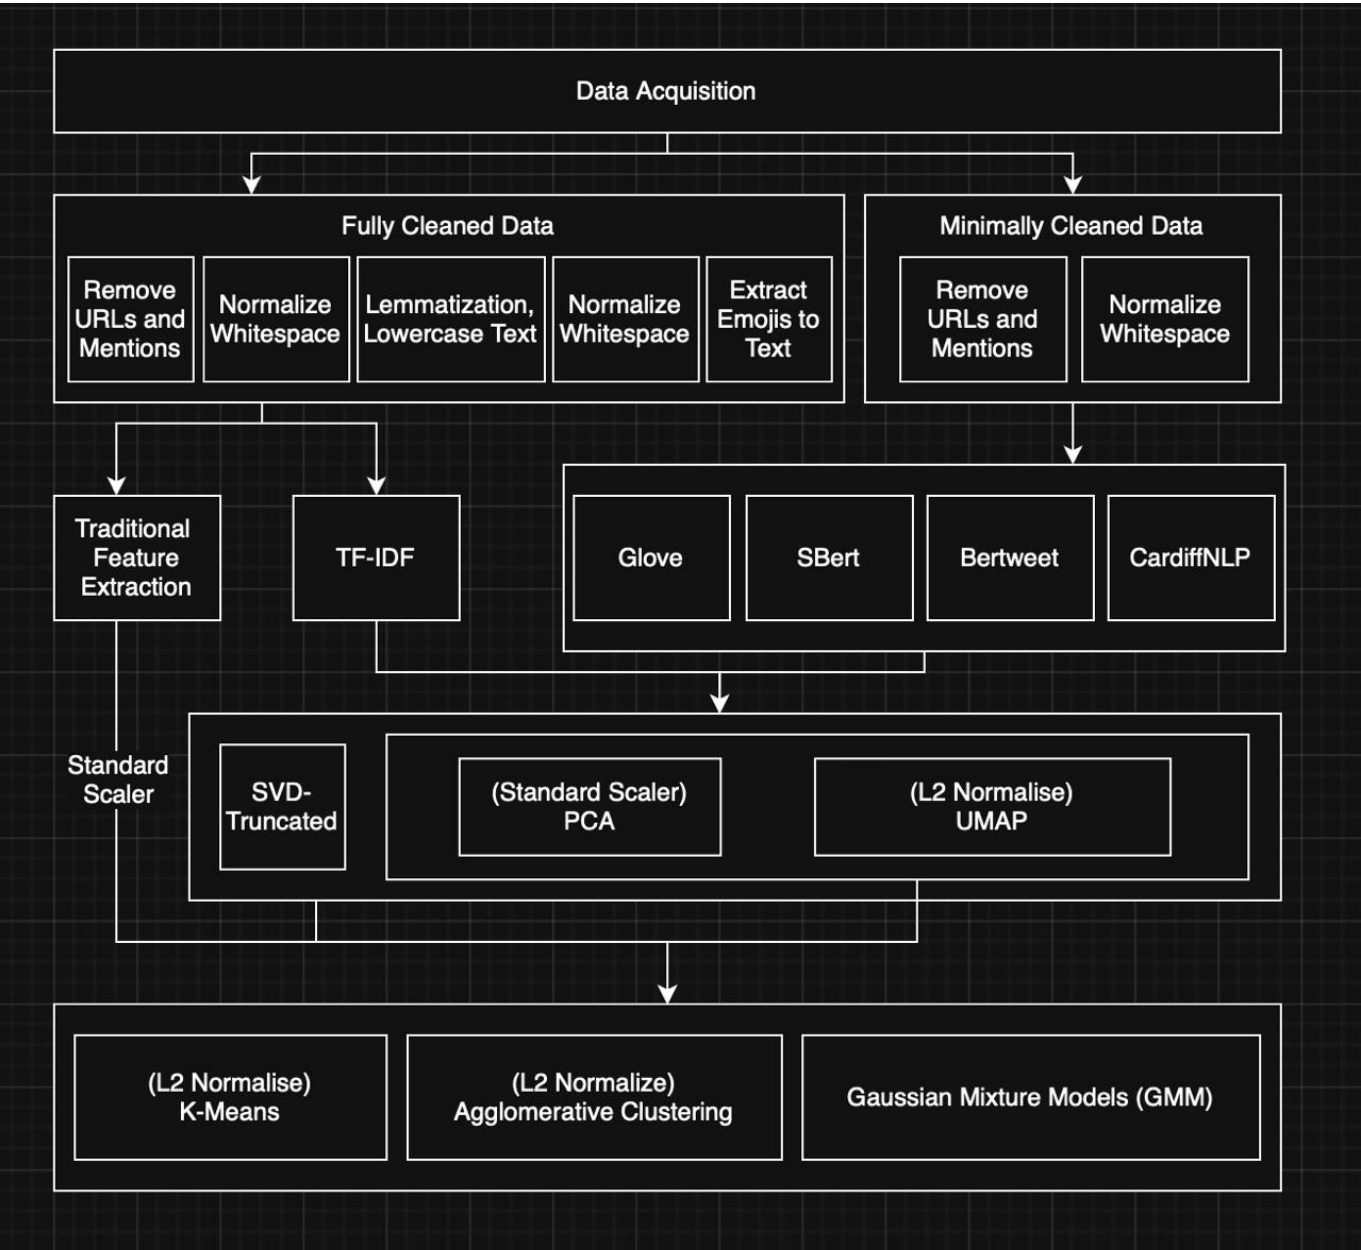 Data Acquisition
Fully Cleaned Data
Remove
URLs and
Mentions
Normalize
Whitespace
Lemmatization,
Lowercase Text
Normalize
Whitespace
Extract
Emojis to
Text
Minimally Cleaned Data
Remove
URLs and
Mentions
Normalize
Whitespace
Traditional
Feature
Extraction
TF-IDF
Glove
SBert
Bertweet
CardiffNLP
Standard
Scaler
SVD-
Truncated
(Standard Scaler)
PCA
(L2 Normalise)
UMAP
(L2 Normalise)
K-Means
(L2 Normalize)
Agglomerative Clustering
Gaussian Mixture Models (GMM)